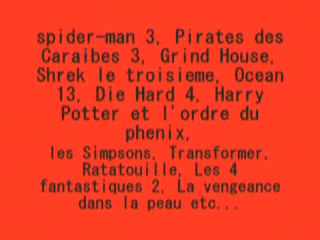 spider-man 3, Pirates des
Caraibes 3, Grind House,
Shrek le troisieme, Ocean
13, Die Hard 4, Harry
Potter et l'ordre du
phenix,
les Simpsons, Transformer,
Ratatouille, Les 4
fantastiques 2, La vengeance
dans la peau etc...